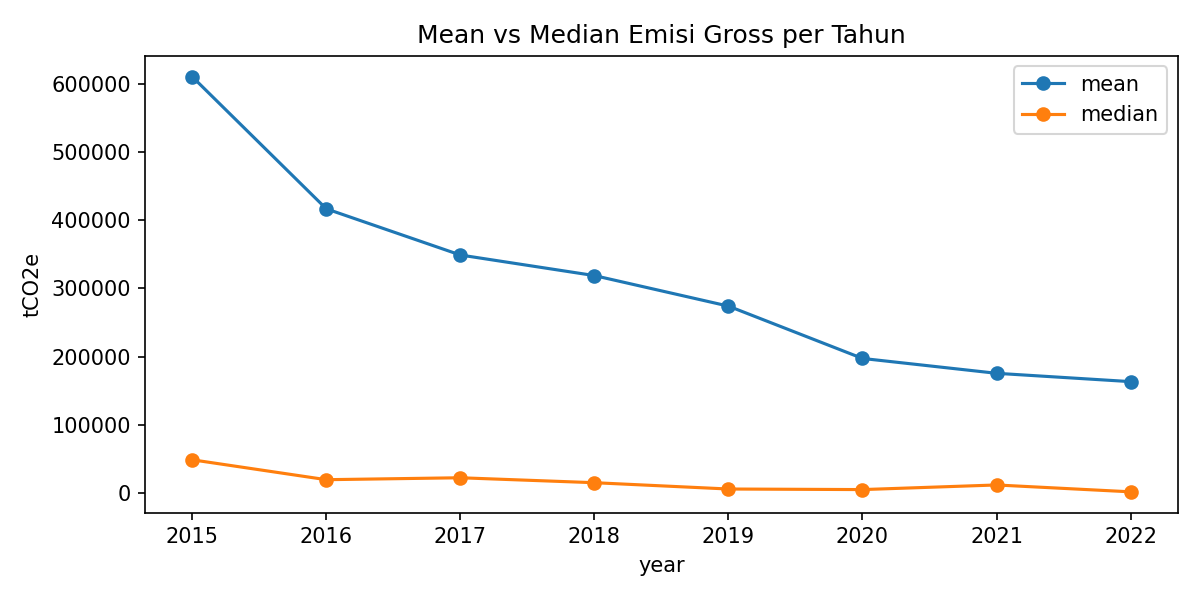 Mean vs Median Emisi Gross per Tahun
mean
median
tCO2e
600000
500000
400000
300000
200000
100000
0
2015 2016 2017 2018 2019 2020 2021 2022
year